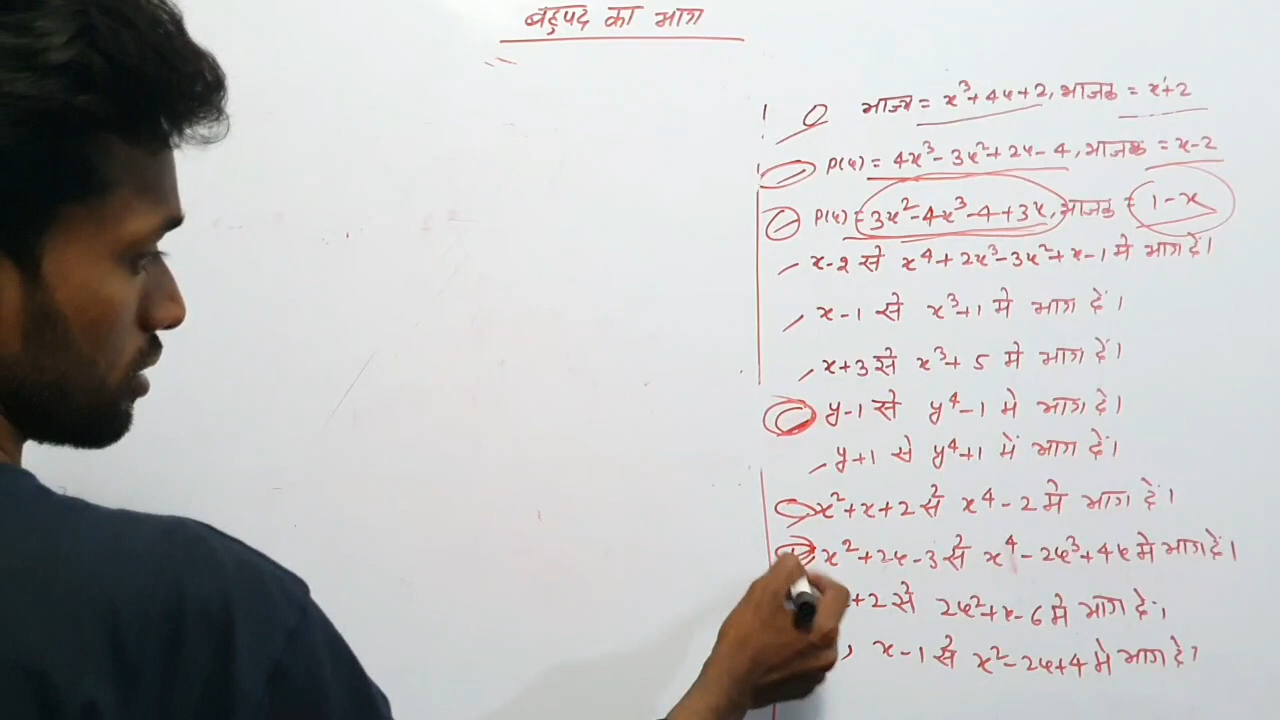 बहुपद का भाग
भाज्य = x³+4x+2, भाजक = x+2
P(x) = 4x³-3x²+2x-4, भाजक = x-2
P(x) = 3x²-4x³-4+3x, भाजक = 1-x
x-2 से x⁴+2x³-3x²+x-1 मे भाग दें।
x-1 से x³+1 मे भाग दें।
x+3 से x³+5 मे भाग दें।
y-1 से y⁴-1 मे भाग दें।
y+1 से y⁴+1 में भाग दें।
x²+x+2 से x⁴-2 मे भाग दें।
x²+2x-3 से x⁴-2x³+4x मे भाग दें।
+2 से 2x²+x-6 मे भाग दें।
x-1 से x²-2x+4 मे भाग दें।